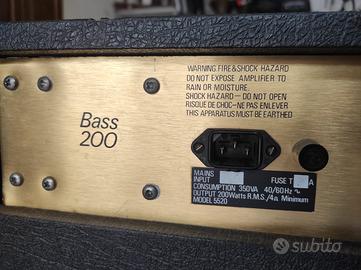 Bass
200
WARNING FIRE & SHOCK HAZARD
DO NOT EXPOSE AMPLIFIER TO
RAIN OR MOISTURE.
SHOCK HAZARD-DO NOT OPEN
RISQUE DE CHOC-NE PAS ENLEVER
THIS APPARATUS MUST BE EARTHED
MAINS
INPUT
FUSE T A
CONSUMPTION 350VA 40/60Hz ~
OUTPUT 200Watts R.M.S./4Ω Minimum
MODEL 5520
subito